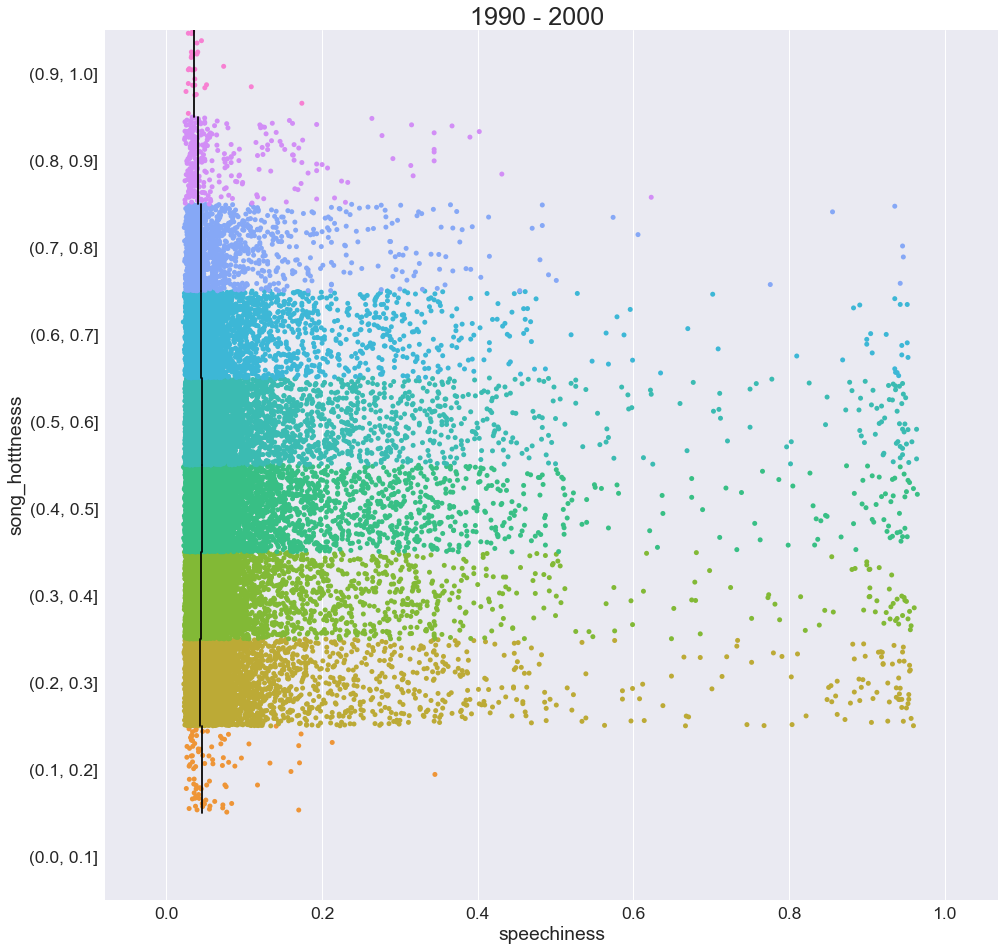 1990 - 2000
song_hotttnesss
(0.9, 1.0]
(0.8, 0.9]
(0.7, 0.8]
(0.6, 0.7]
(0.5, 0.6]
(0.4, 0.5]
(0.3, 0.4]
(0.2, 0.3]
(0.1, 0.2]
(0.0, 0.1]
0.0 0.2 0.4 0.6 0.8 1.0
speechiness